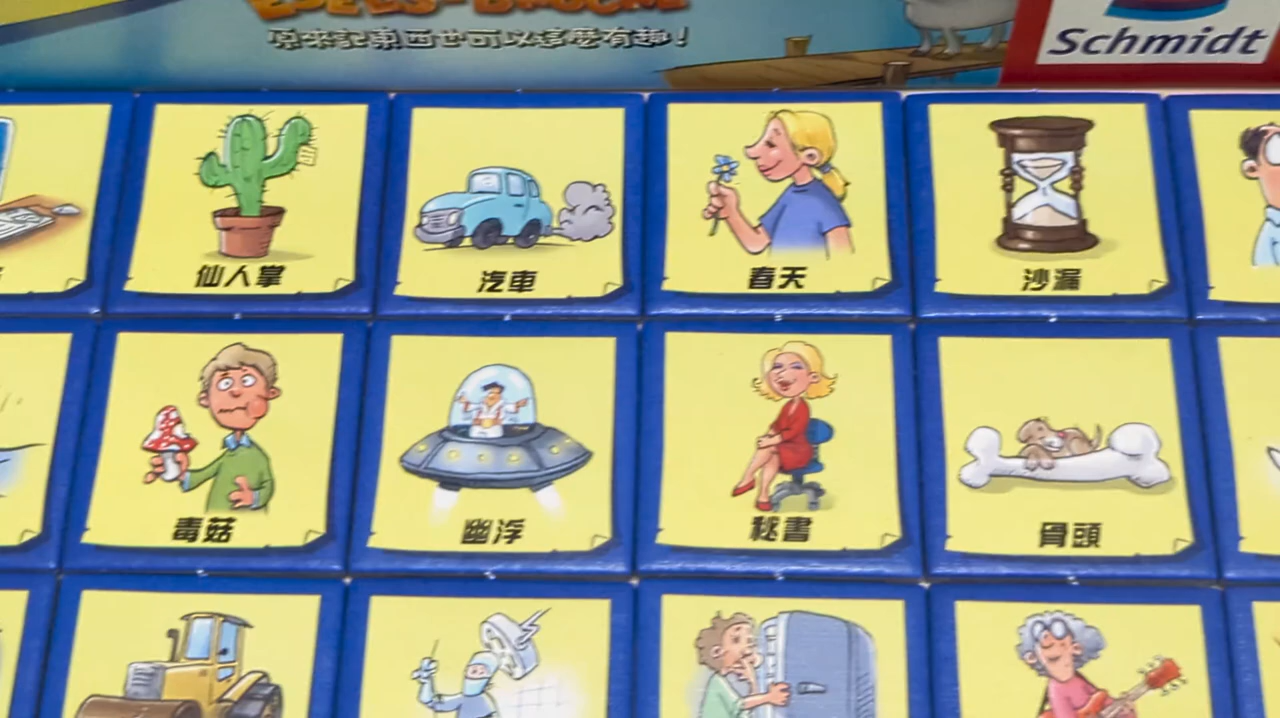 原來記東西也可以這麼有趣！
Schmidt
仙人掌
汽車
春天
沙漏
毒菇
幽浮
秘書
骨頭